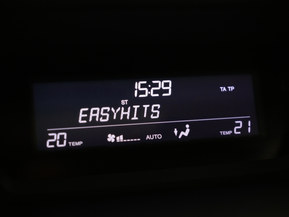 15:29
TA TP
ST
EASYHITS
20 TEMP AUTO TEMP 21